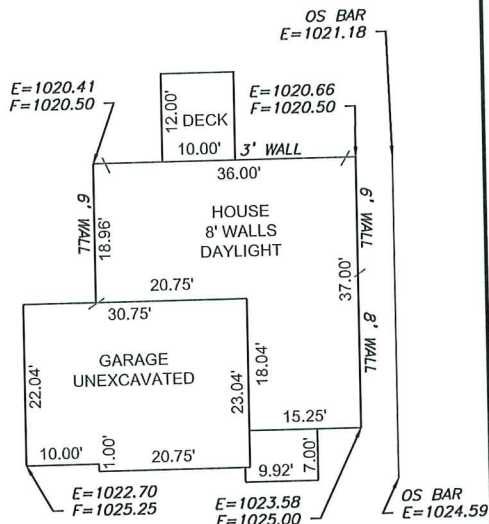 OS BAR
E=1021.18
E=1020.41
F=1020.50
E=1020.66
F=1020.50
12.00'
DECK
10.00'
3' WALL
36.00'
6' WALL
18.96'
HOUSE
8' WALLS
DAYLIGHT
6' WALL
37.00'
8' WALL
20.75'
30.75'
GARAGE
UNEXCAVATED
22.04'
23.04'
18.04'
15.25'
10.00'
1.00'
20.75'
9.92'
7.00'
E=1022.70
F=1025.25
E=1023.58
F=1025.00
OS BAR
E=1024.59